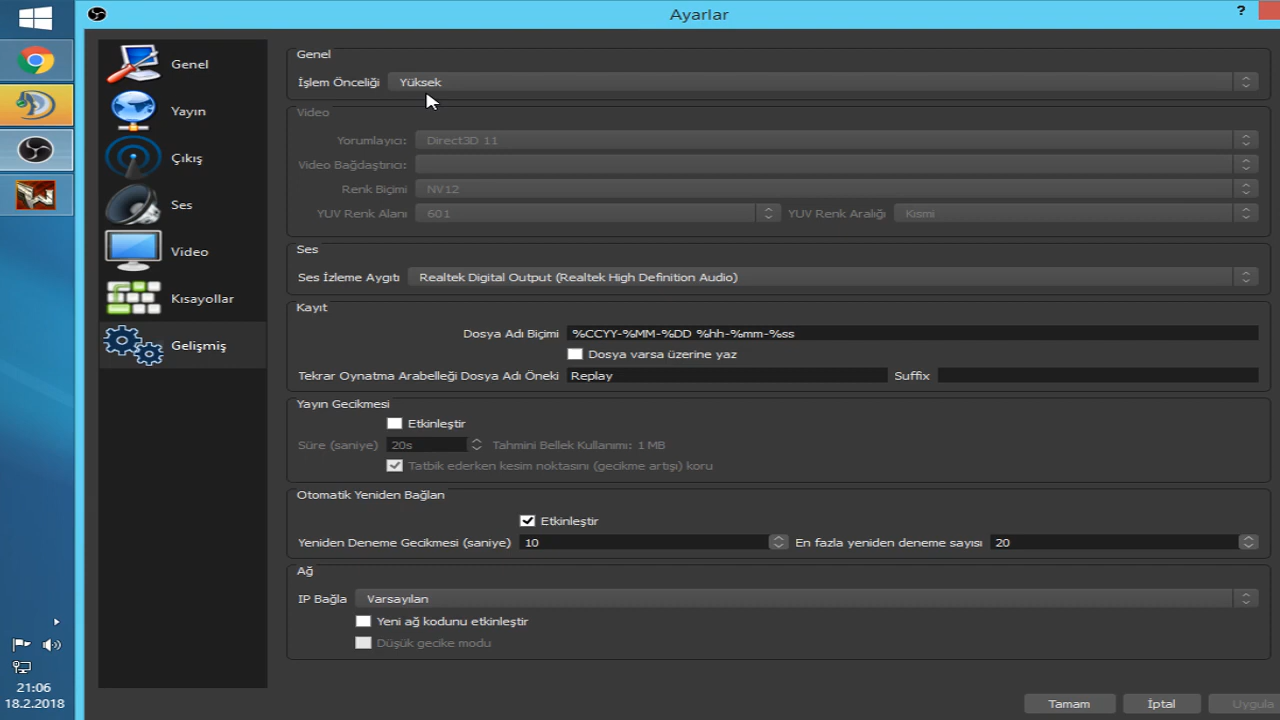 Ayarlar
?
Genel
Yayın
Çıkış
Ses
Video
Kısayollar
Gelişmiş
Genel
İşlem Önceliği Yüksek
Video
Yorumlayıcı: Direct3D 11
Video Bağdaştırıcı:
Renk Biçimi NV12
YUV Renk Alanı 601 YUV Renk Aralığı Kısmi
Ses
Ses İzleme Aygıtı Realtek Digital Output (Realtek High Definition Audio)
Kayıt
Dosya Adı Biçimi %CCYY-%MM-%DD %hh-%mm-%ss
Dosya varsa üzerine yaz
Tekrar Oynatma Arabelleği Dosya Adı Öneki Replay Suffix
Yayın Gecikmesi
Etkinleştir
Süre (saniye) 20s Tahmini Bellek Kullanımı: 1 MB
Tatbik ederken kesim noktasını (gecikme artışı) koru
Otomatik Yeniden Bağlan
Etkinleştir
Yeniden Deneme Gecikmesi (saniye) 10 En fazla yeniden deneme sayısı 20
Ağ
IP Bağla Varsayılan
Yeni ağ kodunu etkinleştir
Düşük gecike modu
Tamam İptal Uygula
21:06
18.2.2018